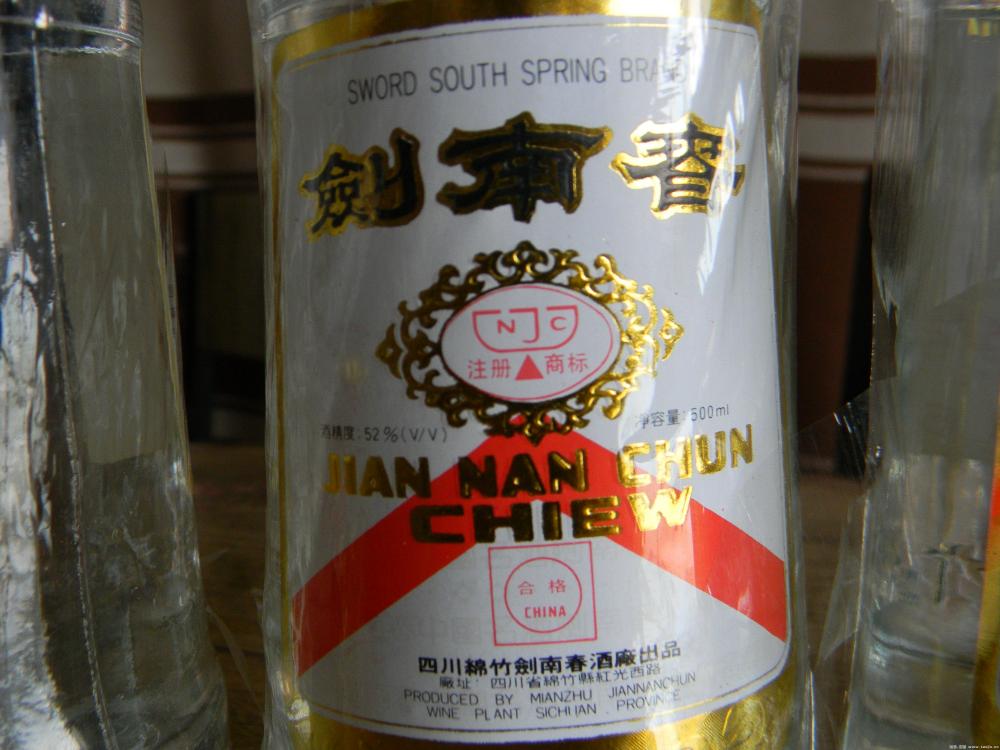 SWORD SOUTH SPRING BRAND
劍南春
NJC
注册▲商标
酒精度:52%(V/V)
净容量:500ml
JIAN NAN CHUN
CHIEW
合格
CHINA
四川綿竹劍南春酒廠出品
廠址:四川省綿竹縣紅光西路
PRODUCED BY MIANZHU JIANNANCHUN
WINE PLANT SICHUAN . PROVINCE